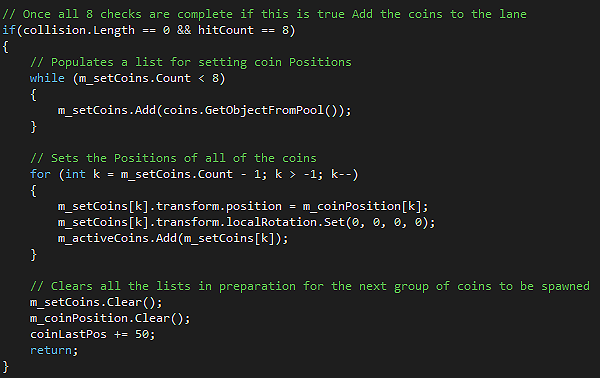 // Once all 8 checks are complete if this is true Add the coins to the lane
if(collision.Length == 0 && hitCount == 8)
{
    // Populates a list for setting coin Positions
    while (m_setCoins.Count < 8)
    {
        m_setCoins.Add(coins.GetObjectFromPool());
    }

    // Sets the Positions of all of the coins
    for (int k = m_setCoins.Count - 1; k > -1; k--)
    {
        m_setCoins[k].transform.position = m_coinPosition[k];
        m_setCoins[k].transform.localRotation.Set(0, 0, 0, 0);
        m_activeCoins.Add(m_setCoins[k]);
    }

    // Clears all the lists in preparation for the next group of coins to be spawned
    m_setCoins.Clear();
    m_coinPosition.Clear();
    coinLastPos += 50;
    return;
}